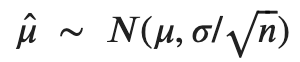 μ̂ ~ N(μ, σ/√n)